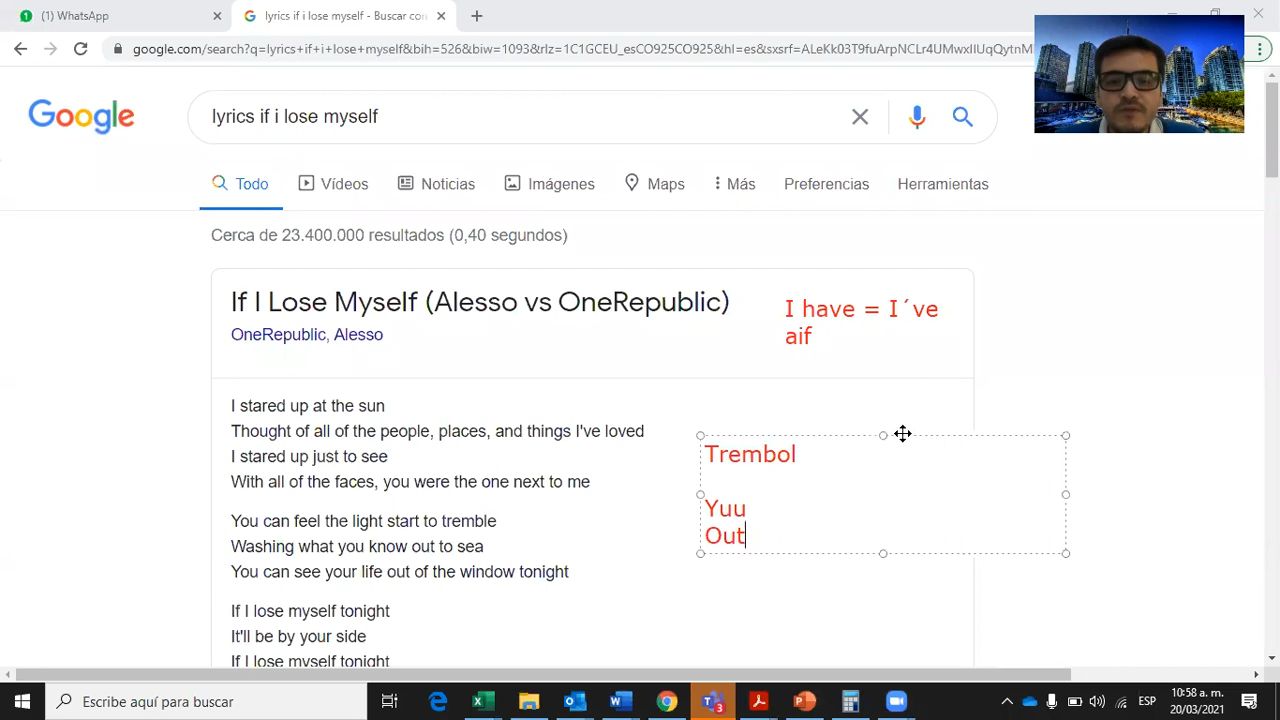 (1) WhatsApp
lyrics if i lose myself - Buscar con
google.com/search?q=lyrics+if+i+lose+myself&bih=526&biw=1093&rlz=1C1GCEU_esCO925CO925&hl=es&sxsrf=ALeKk03T9fuArpNCLr4UMwxIIUqQytnM
Google
lyrics if i lose myself
Todo
Vídeos
Noticias
Imágenes
Maps
Más
Preferencias
Herramientas
Cerca de 23.400.000 resultados (0,40 segundos)
If I Lose Myself (Alesso vs OneRepublic)
OneRepublic, Alesso
I have = I´ve
aif
I stared up at the sun
Thought of all of the people, places, and things I've loved
I stared up just to see
With all of the faces, you were the one next to me
You can feel the light start to tremble
Washing what you know out to sea
You can see your life out of the window tonight
If I lose myself tonight
It'll be by your side
If I lose myself tonight
Trembol
Yuu
Out
Escribe aquí para buscar
3
ESP
10:58 a. m.
20/03/2021